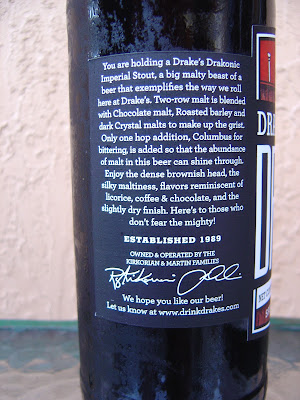 You are holding a Drake's Drakonic
Imperial Stout, a big malty beast of a
beer that exemplifies the way we roll
here at Drake's. Two-row malt is blended
with Chocolate malt, Roasted barley and
dark Crystal malts to make up the grist.
Only one hop addition, Columbus for
bittering, is added so that the abundance
of malt in this beer can shine through.
Enjoy the dense brownish head, the
silky maltiness, flavors reminiscent of
licorice, coffee & chocolate, and the
slightly dry finish. Here's to those who
don't fear the mighty!
ESTABLISHED 1989
OWNED & OPERATED BY THE
KIRKORIAN & MARTIN FAMILIES
We hope you like our beer!
Let us know at www.drinkdrakes.com
DRA